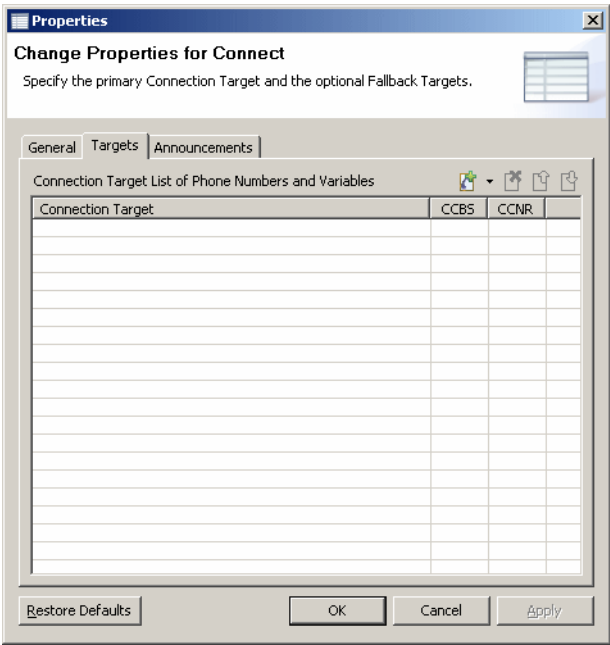 Properties
Change Properties for Connect
Specify the primary Connection Target and the optional Fallback Targets.
General Targets Announcements
Connection Target List of Phone Numbers and Variables
Connection Target CCBS CCNR
Restore Defaults OK Cancel Apply